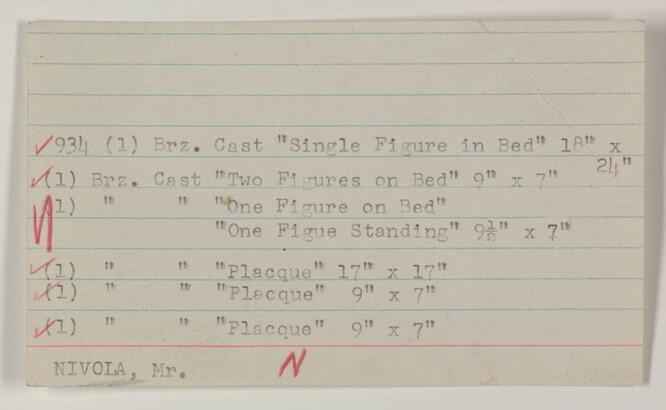 ✓934 (1) Brz. Cast "Single Figure in Bed" 18" x
24"
✓(1) Brz. Cast "Two Figures on Bed" 9" x 7"
1) " " "One Figure on Bed"
"One Figue Standing" 9½" x 7"
✓(1) " " "Placque" 17" x 17"
✓(1) " " "Placque" 9" x 7"
✓(1) " " "Placque" 9" x 7"
NIVOLA, Mr. N